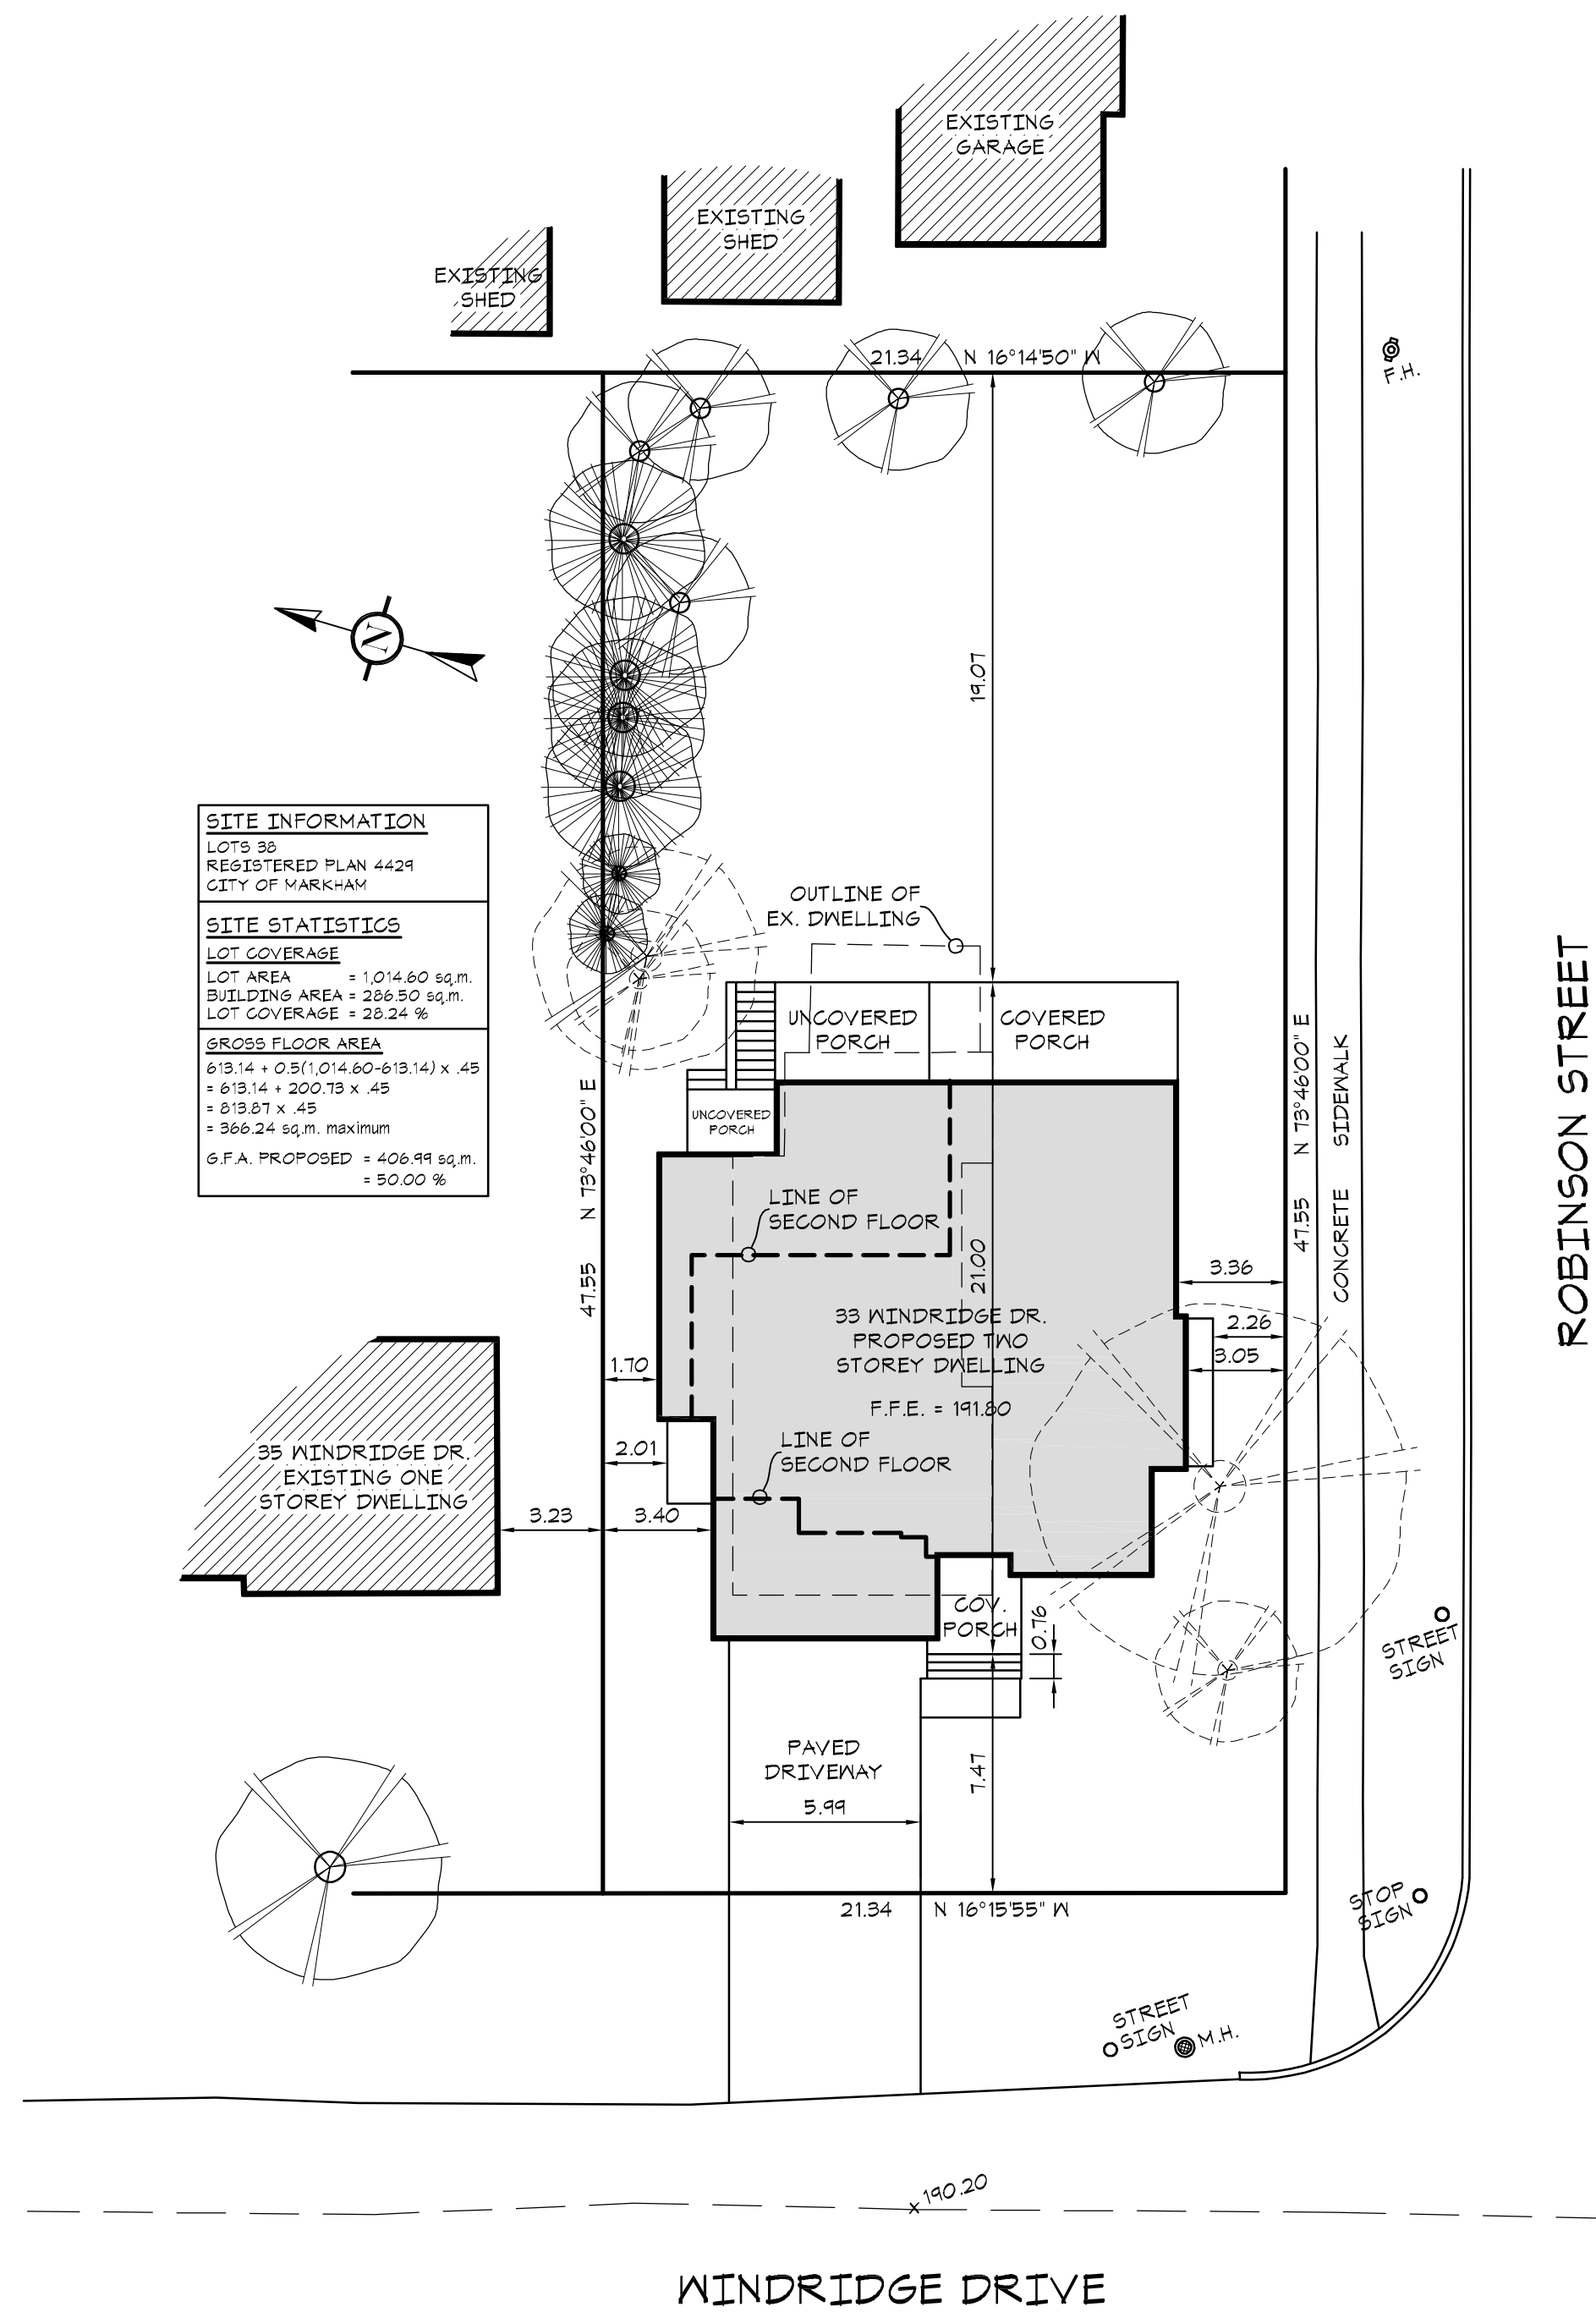 EXISTING
GARAGE
EXISTING
SHED
EXISTING
SHED
21.34 N 16°14'50" W
F.H.
N
19.07
SITE INFORMATION
LOTS 38
REGISTERED PLAN 4429
CITY OF MARKHAM
SITE STATISTICS
LOT COVERAGE
LOT AREA = 1,014.60 sq.m.
BUILDING AREA = 286.50 sq.m.
LOT COVERAGE = 28.24 %
GROSS FLOOR AREA
613.14 + 0.5(1,014.60-613.14) x .45
= 613.14 + 200.73 x .45
= 813.87 x .45
= 366.24 sq.m. maximum
G.F.A. PROPOSED = 406.99 sq.m.
= 50.00 %
OUTLINE OF
EX. DWELLING
UNCOVERED
PORCH
COVERED
PORCH
UNCOVERED
PORCH
47.55 N 73°46'00" E
47.55 N 73°46'00" E
CONCRETE SIDEWALK
ROBINSON STREET
LINE OF
SECOND FLOOR
21.00
3.36
2.26
3.05
33 WINDRIDGE DR.
PROPOSED TWO
STOREY DWELLING
F.F.E. = 191.80
1.70
2.01
LINE OF
SECOND FLOOR
35 WINDRIDGE DR.
EXISTING ONE
STOREY DWELLING
3.23
3.40
COV.
PORCH
0.76
STREET
SIGN
PAVED
DRIVEWAY
5.99
7.47
21.34 N 16°15'55" W
STOP
SIGN
STREET
SIGN
M.H.
190.20
WINDRIDGE DRIVE